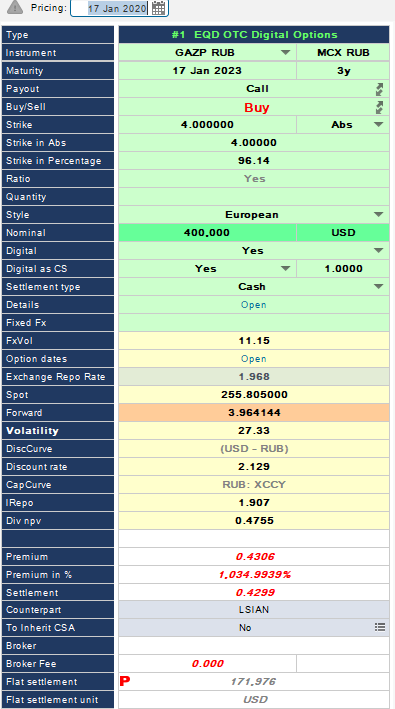 Pricing: 17 Jan 2020
Type #1 EQD OTC Digital Options
Instrument GAZP RUB MCX RUB
Maturity 17 Jan 2023 3y
Payout Call
Buy/Sell Buy
Strike 4.000000 Abs
Strike in Abs 4.00000
Strike in Percentage 96.14
Ratio Yes
Quantity
Style European
Nominal 400,000 USD
Digital Yes
Digital as CS Yes 1.0000
Settlement type Cash
Details Open
Fixed Fx
FxVol 11.15
Option dates Open
Exchange Repo Rate 1.968
Spot 255.805000
Forward 3.964144
Volatility 27.33
DiscCurve (USD - RUB)
Discount rate 2.129
CapCurve RUB: XCCY
IRepo 1.907
Div npv 0.4755
Premium 0.4306
Premium in % 1,034.9939%
Settlement 0.4299
Counterpart LSIAN
To Inherit CSA No
Broker
Broker Fee 0.000
Flat settlement P 171,976
Flat settlement unit USD